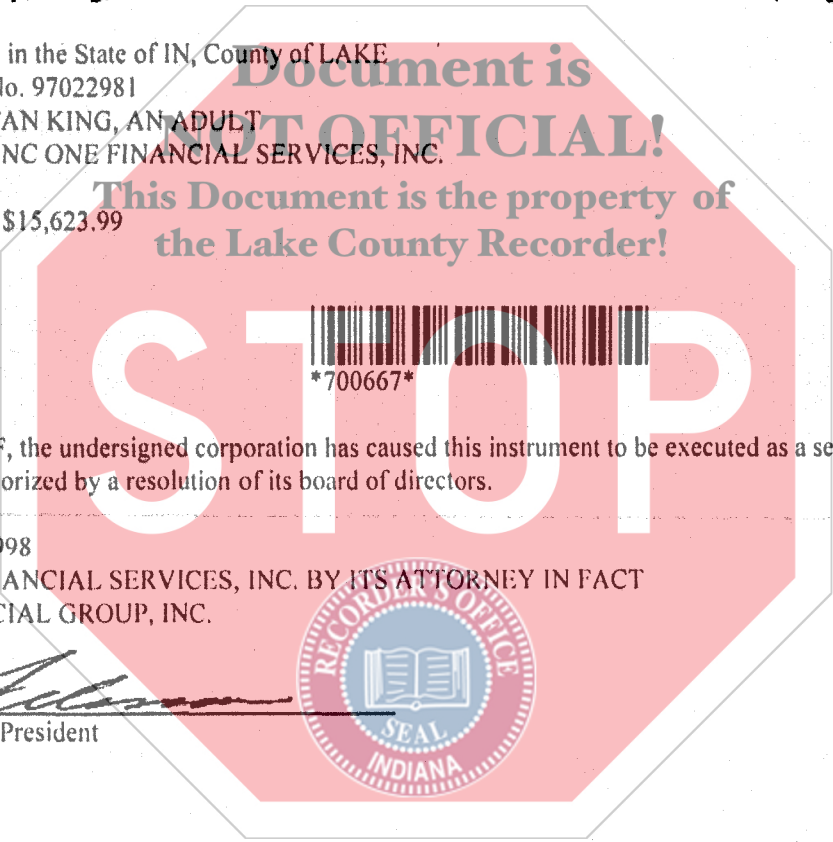 in the State of IN, County of LAKE
No. 97022981
TAN KING, AN ADULT
NC ONE FINANCIAL SERVICES, INC.
$15,623.99
Document is
NOT OFFICIAL!
This Document is the property of
the Lake County Recorder!
STOP
*700667*
F, the undersigned corporation has caused this instrument to be executed as a se
orized by a resolution of its board of directors.
998
ANCIAL SERVICES, INC. BY ITS ATTORNEY IN FACT
CIAL GROUP, INC.
President
RECORDER'S OFFICE
SEAL
INDIANA